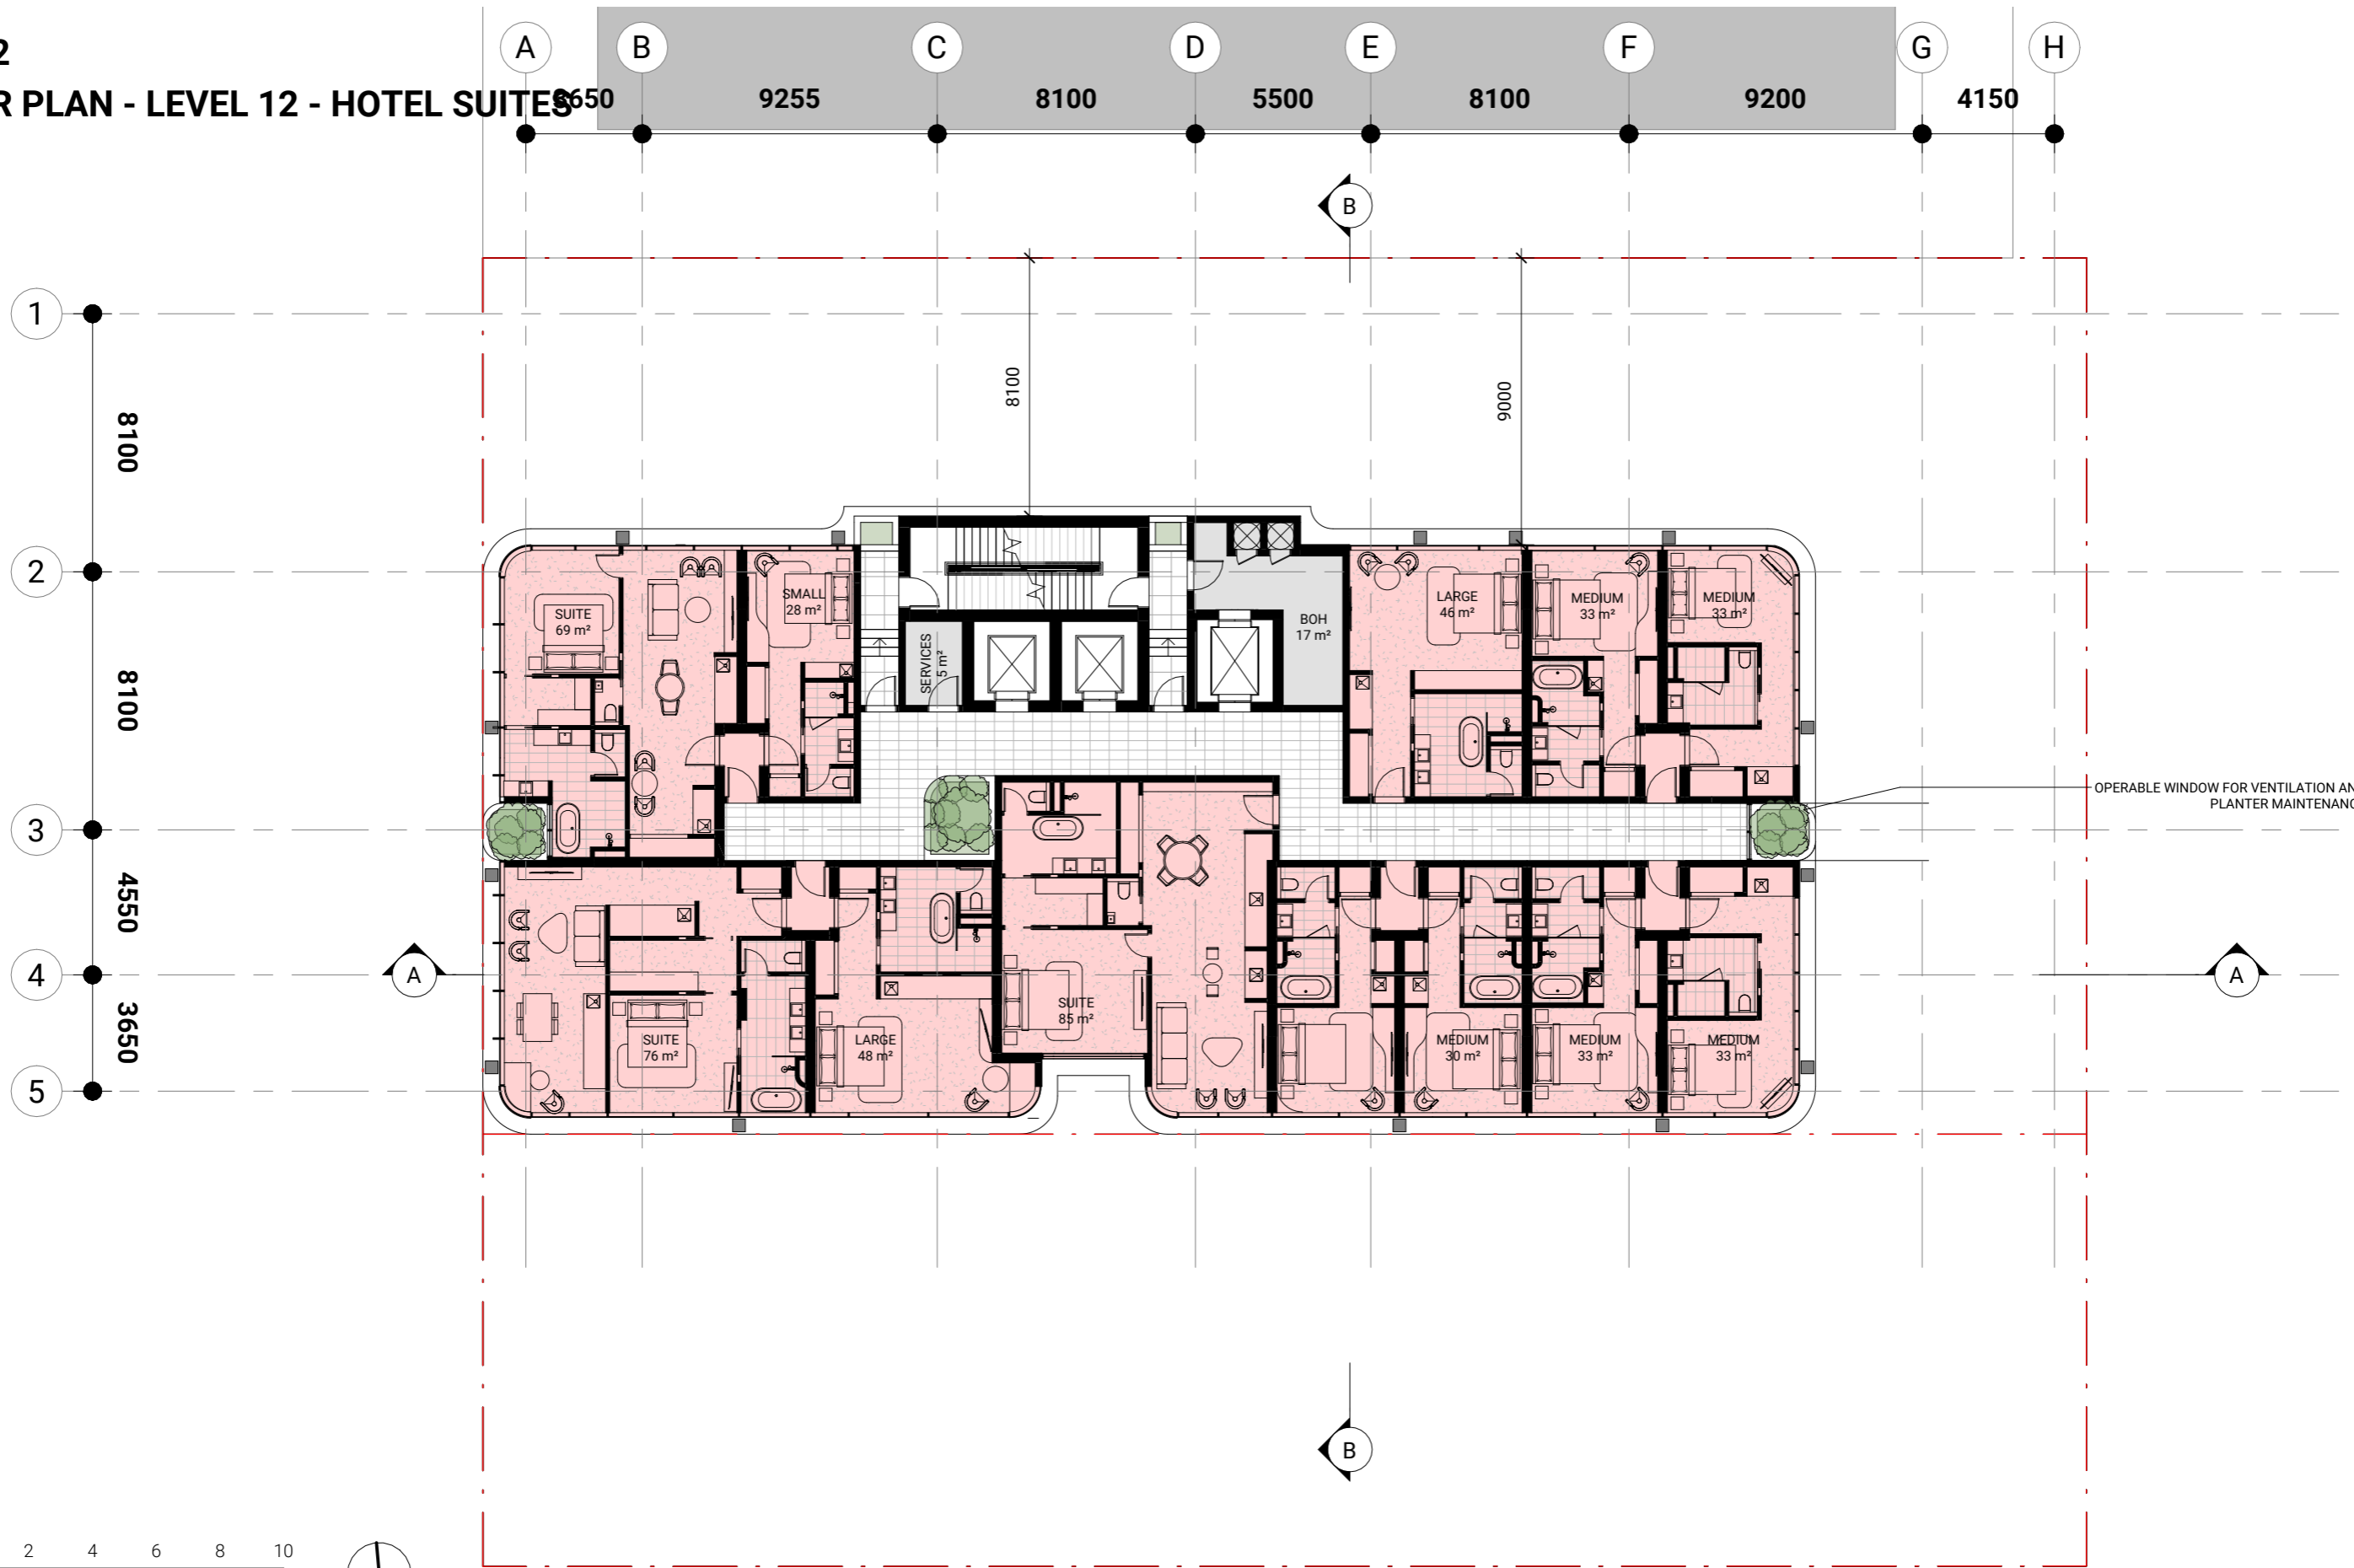 2
R PLAN - LEVEL 12 - HOTEL SUITES
A
B
C
D
E
F
G
H
3650
9255
8100
5500
8100
9200
4150
B
1
2
3
4
5
8100
8100
4550
3650
8100
9000
SUITE
69 m²
SMALL
28 m²
SERVICES
5 m²
BOH
17 m²
LARGE
46 m²
MEDIUM
33 m²
MEDIUM
33 m²
OPERABLE WINDOW FOR VENTILATION AN
PLANTER MAINTENANC
A
A
SUITE
76 m²
LARGE
48 m²
SUITE
85 m²
MEDIUM
30 m²
MEDIUM
33 m²
MEDIUM
33 m²
B
2
4
6
8
10